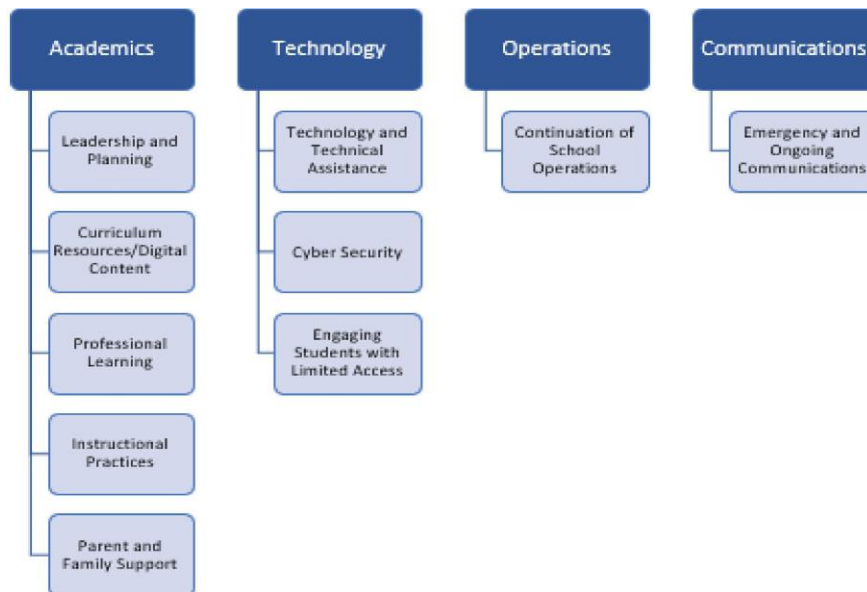 Academics
Leadership and
Planning
Curriculum
Resources/Digital
Content
Professional
Learning
Instructional
Practices
Parent and
Family Support
Technology
Technology and
Technical
Assistance
Cyber Security
Engaging
Students with
Limited Access
Operations
Continuation of
School
Operations
Communications
Emergency and
Ongoing
Communications